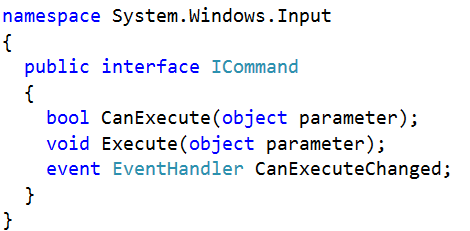 namespace System.Windows.Input
{
  public interface ICommand
  {
    bool CanExecute(object parameter);
    void Execute(object parameter);
    event EventHandler CanExecuteChanged;
  }
}